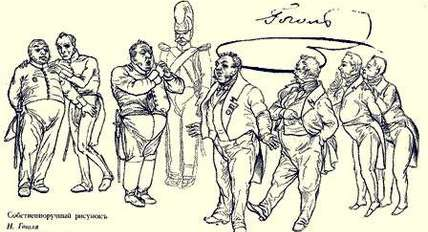 Гоголь
Собственноручный рисунокъ
Н. Гоголя